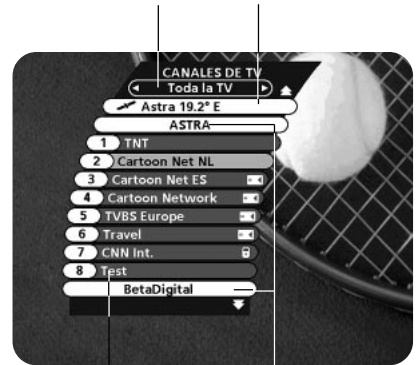 CANALES DE TV
Toda la TV
Astra 19.2° E
ASTRA
1 TNT
2 Cartoon Net NL
3 Cartoon Net ES
4 Cartoon Network
5 TVBS Europe
6 Travel
7 CNN Int.
8 Test
BetaDigital